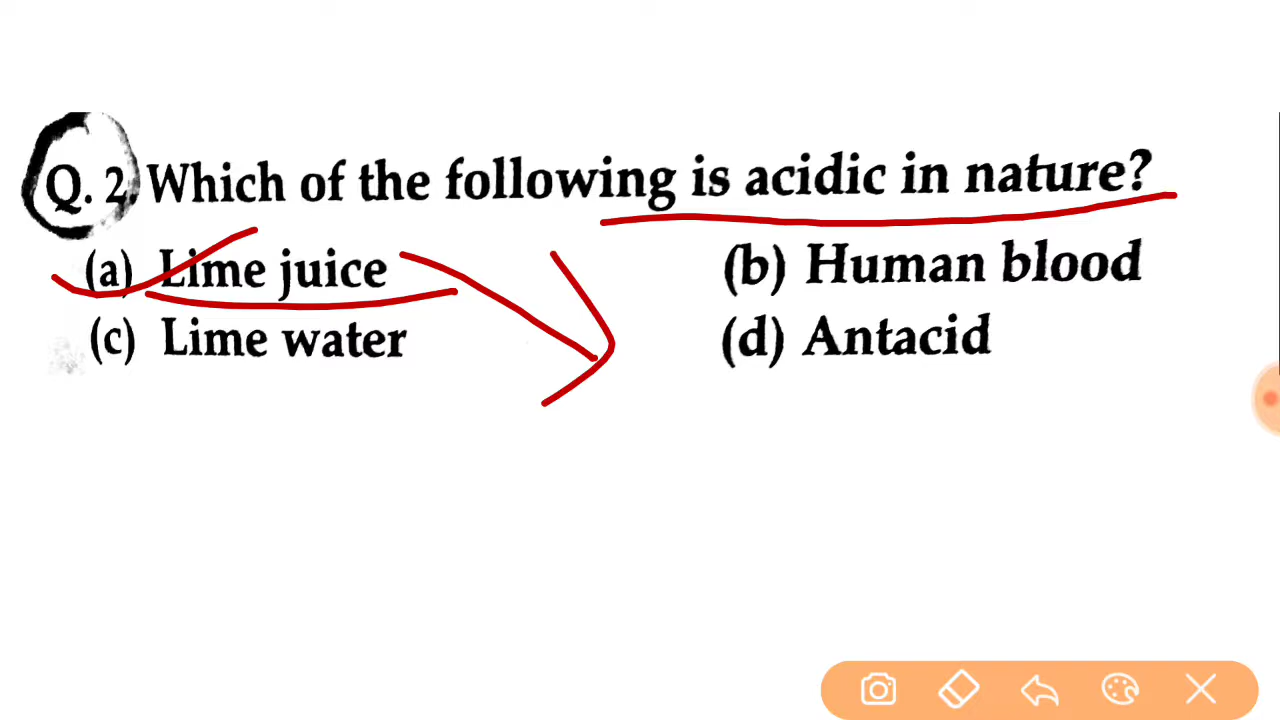 Q. 2. Which of the following is acidic in nature?
(a) Lime juice (b) Human blood
(c) Lime water (d) Antacid